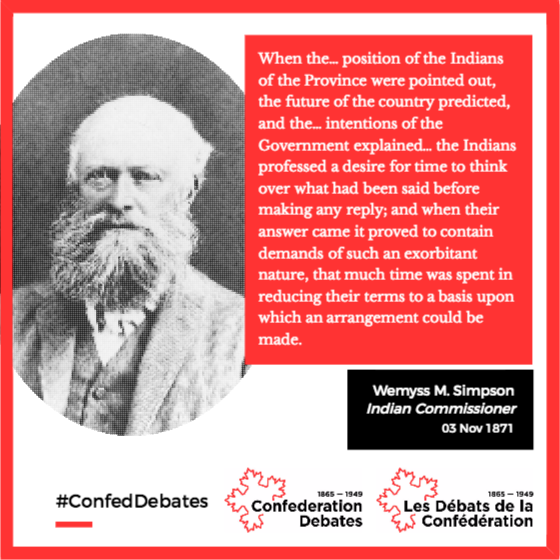 When the... position of the Indians
of the Province were pointed out,
the future of the country predicted,
and the... intentions of the
Government explained... the Indians
professed a desire for time to think
over what had been said before
making any reply; and when their
answer came it proved to contain
demands of such an exorbitant
nature, that much time was spent in
reducing their terms to a basis upon
which an arrangement could be
made.
Wemyss M. Simpson
Indian Commissioner
03 Nov 1871
#ConfedDebates
1865 — 1949
Confederation
Debates
1865 — 1949
Les Débats de la
Confédération